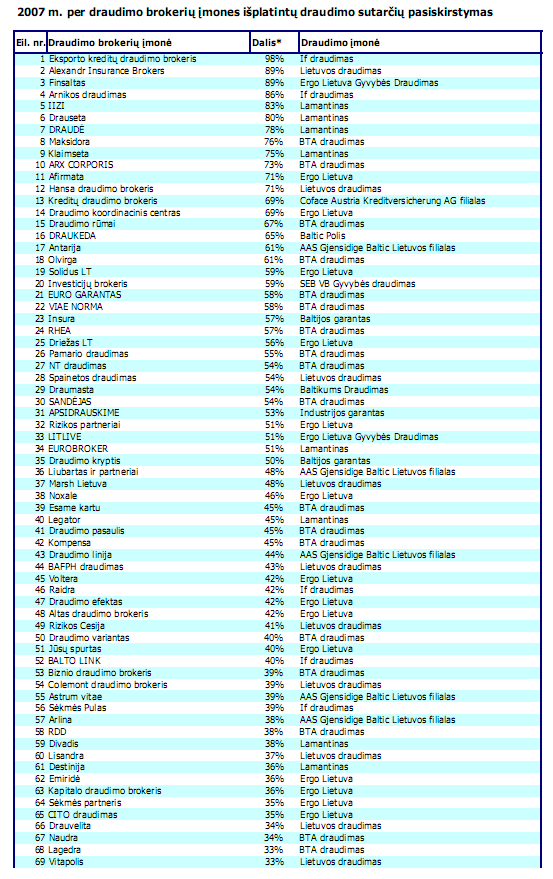 2007 m. per draudimo brokerių įmones išplatintų draudimo sutarčių pasiskirstymas
Eil. nr. Draudimo brokerių įmonė Dalis* Draudimo įmonė
1 Eksporto kreditų draudimo brokeris 98% If draudimas
2 Alexandr Insurance Brokers 89% Lietuvos draudimas
3 Finsaltas 89% Ergo Lietuva Gyvybės Draudimas
4 Arnikos draudimas 86% If draudimas
5 IIZI 83% Lamantinas
6 Drauseta 80% Lamantinas
7 DRAUDĖ 78% Lamantinas
8 Maksidora 76% BTA draudimas
9 Klaimseta 75% Lamantinas
10 ARX CORPORIS 73% BTA draudimas
11 Afirmata 71% Ergo Lietuva
12 Hansa draudimo brokeris 71% Lietuvos draudimas
13 Kreditų draudimo brokeris 69% Coface Austria Kreditversicherung AG filialas
14 Draudimo koordinacinis centras 69% Ergo Lietuva
15 Draudimo rūmai 67% BTA draudimas
16 DRAUKEDA 65% Baltic Polis
17 Antarija 61% AAS Gjensidige Baltic Lietuvos filialas
18 Olvirga 61% BTA draudimas
19 Solidus LT 59% Ergo Lietuva
20 Investicijų brokeris 59% SEB VB Gyvybės draudimas
21 EURO GARANTAS 58% BTA draudimas
22 VIAE NORMA 58% BTA draudimas
23 Insura 57% Baltijos garantas
24 RHEA 57% BTA draudimas
25 Driežas LT 56% Ergo Lietuva
26 Pamario draudimas 55% BTA draudimas
27 NT draudimas 54% BTA draudimas
28 Spainetos draudimas 54% Lietuvos draudimas
29 Draumasta 54% Baltikums Draudimas
30 SANDĖJAS 54% BTA draudimas
31 APSIDRAUSKIME 53% Industrijos garantas
32 Rizikos partneriai 51% Ergo Lietuva
33 LITLIVE 51% Ergo Lietuva Gyvybės Draudimas
34 EUROBROKER 51% Lamantinas
35 Draudimo kryptis 50% Baltijos garantas
36 Liubartas ir partneriai 48% AAS Gjensidige Baltic Lietuvos filialas
37 Marsh Lietuva 48% Lietuvos draudimas
38 Noxale 46% Ergo Lietuva
39 Esame kartu 45% BTA draudimas
40 Legator 45% Lamantinas
41 Draudimo pasaulis 45% BTA draudimas
42 Kompensa 45% BTA draudimas
43 Draudimo linija 44% AAS Gjensidige Baltic Lietuvos filialas
44 BAFPH draudimas 43% Lietuvos draudimas
45 Voltera 42% Ergo Lietuva
46 Raidra 42% If draudimas
47 Draudimo efektas 42% Ergo Lietuva
48 Altas draudimo brokeris 42% Ergo Lietuva
49 Rizikos Cesija 41% Lietuvos draudimas
50 Draudimo variantas 40% BTA draudimas
51 Jūsų spurtas 40% Ergo Lietuva
52 BALTO LINK 40% If draudimas
53 Biznio draudimo brokeris 39% BTA draudimas
54 Colemont draudimo brokeris 39% Lietuvos draudimas
55 Astrum vitae 39% AAS Gjensidige Baltic Lietuvos filialas
56 Sėkmės Pulas 39% If draudimas
57 Arlina 38% AAS Gjensidige Baltic Lietuvos filialas
58 RDD 38% BTA draudimas
59 Divadis 38% Lamantinas
60 Lisandra 37% Lietuvos draudimas
61 Destinija 36% Lamantinas
62 Emiridė 36% Ergo Lietuva
63 Kapitalo draudimo brokeris 36% Ergo Lietuva
64 Sėkmės partneris 35% Ergo Lietuva
65 CITO draudimas 35% Ergo Lietuva
66 Drauvelita 34% Lietuvos draudimas
67 Naudra 34% BTA draudimas
68 Lagedra 33% BTA draudimas
69 Vitapolis 33% Lietuvos draudimas